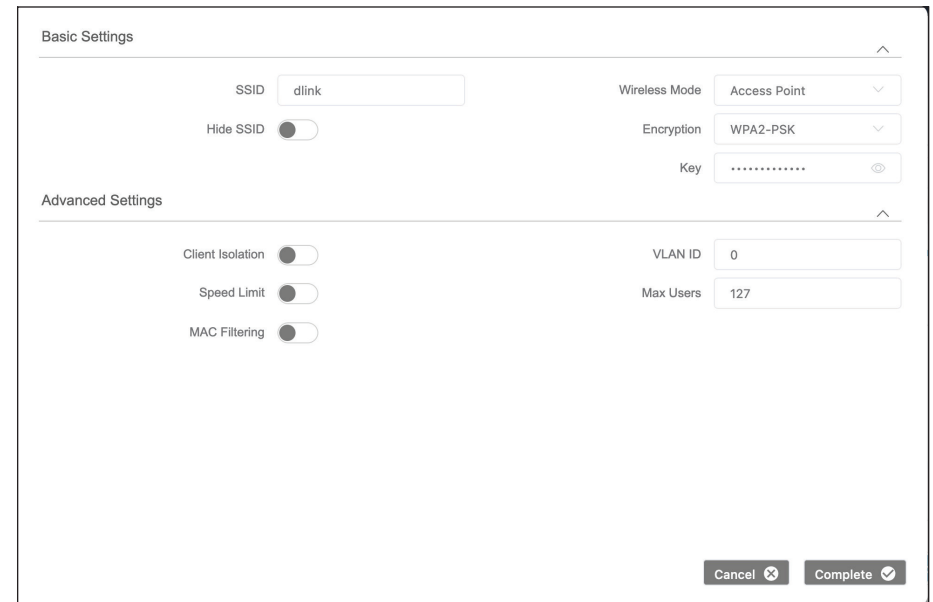 Basic Settings
SSID dlink Wireless Mode Access Point
Hide SSID Encryption WPA2-PSK
Key •••••••••••••
Advanced Settings
Client Isolation VLAN ID 0
Speed Limit Max Users 127
MAC Filtering
Cancel Complete